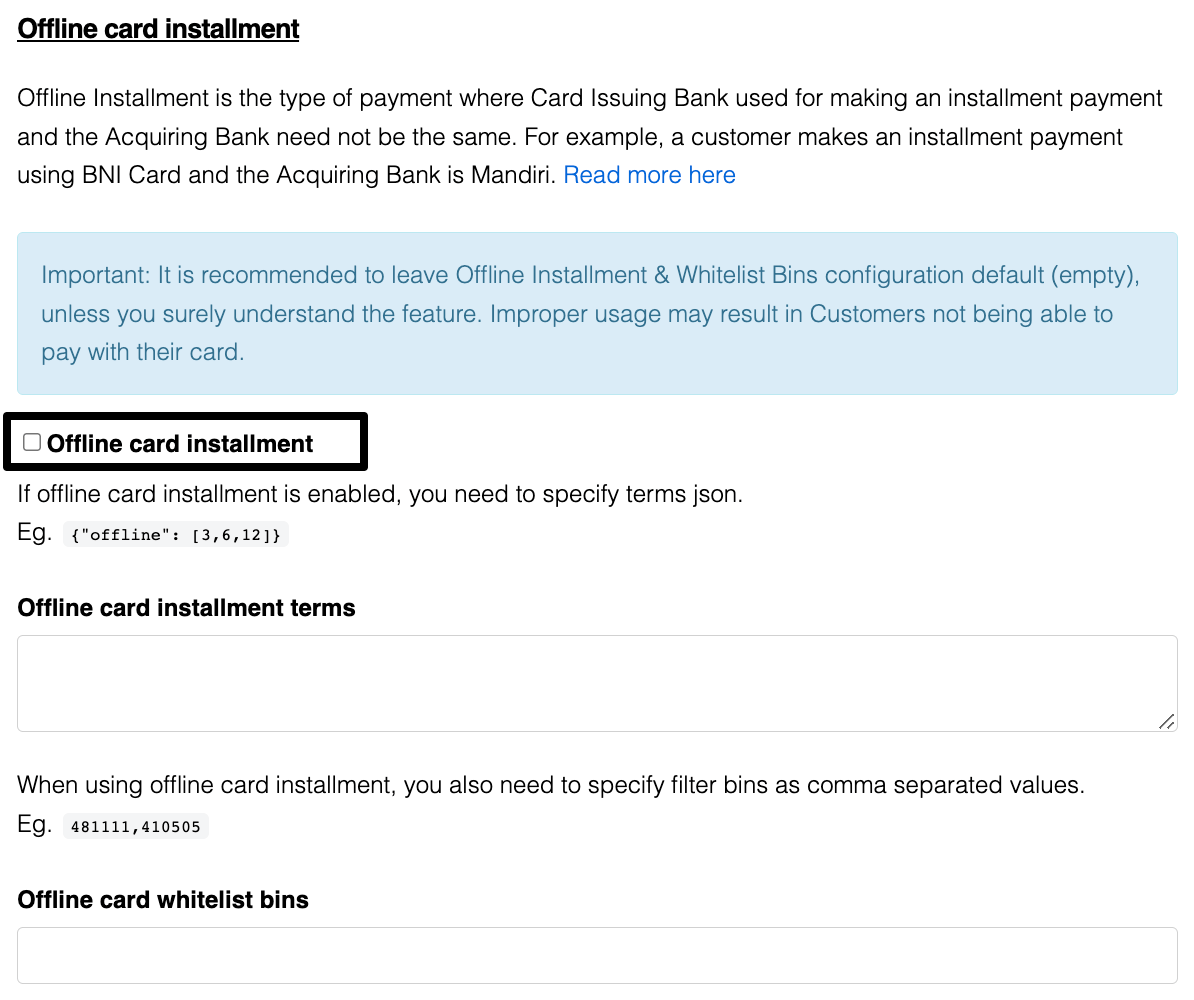 Offline card installment
Offline Installment is the type of payment where Card Issuing Bank used for making an installment payment
and the Acquiring Bank need not be the same. For example, a customer makes an installment payment
using BNI Card and the Acquiring Bank is Mandiri. Read more here
Important: It is recommended to leave Offline Installment & Whitelist Bins configuration default (empty),
unless you surely understand the feature. Improper usage may result in Customers not being able to
pay with their card.
Offline card installment
If offline card installment is enabled, you need to specify terms json.
Eg. {"offline": [3,6,12]}
Offline card installment terms
When using offline card installment, you also need to specify filter bins as comma separated values.
Eg. 481111,410505
Offline card whitelist bins